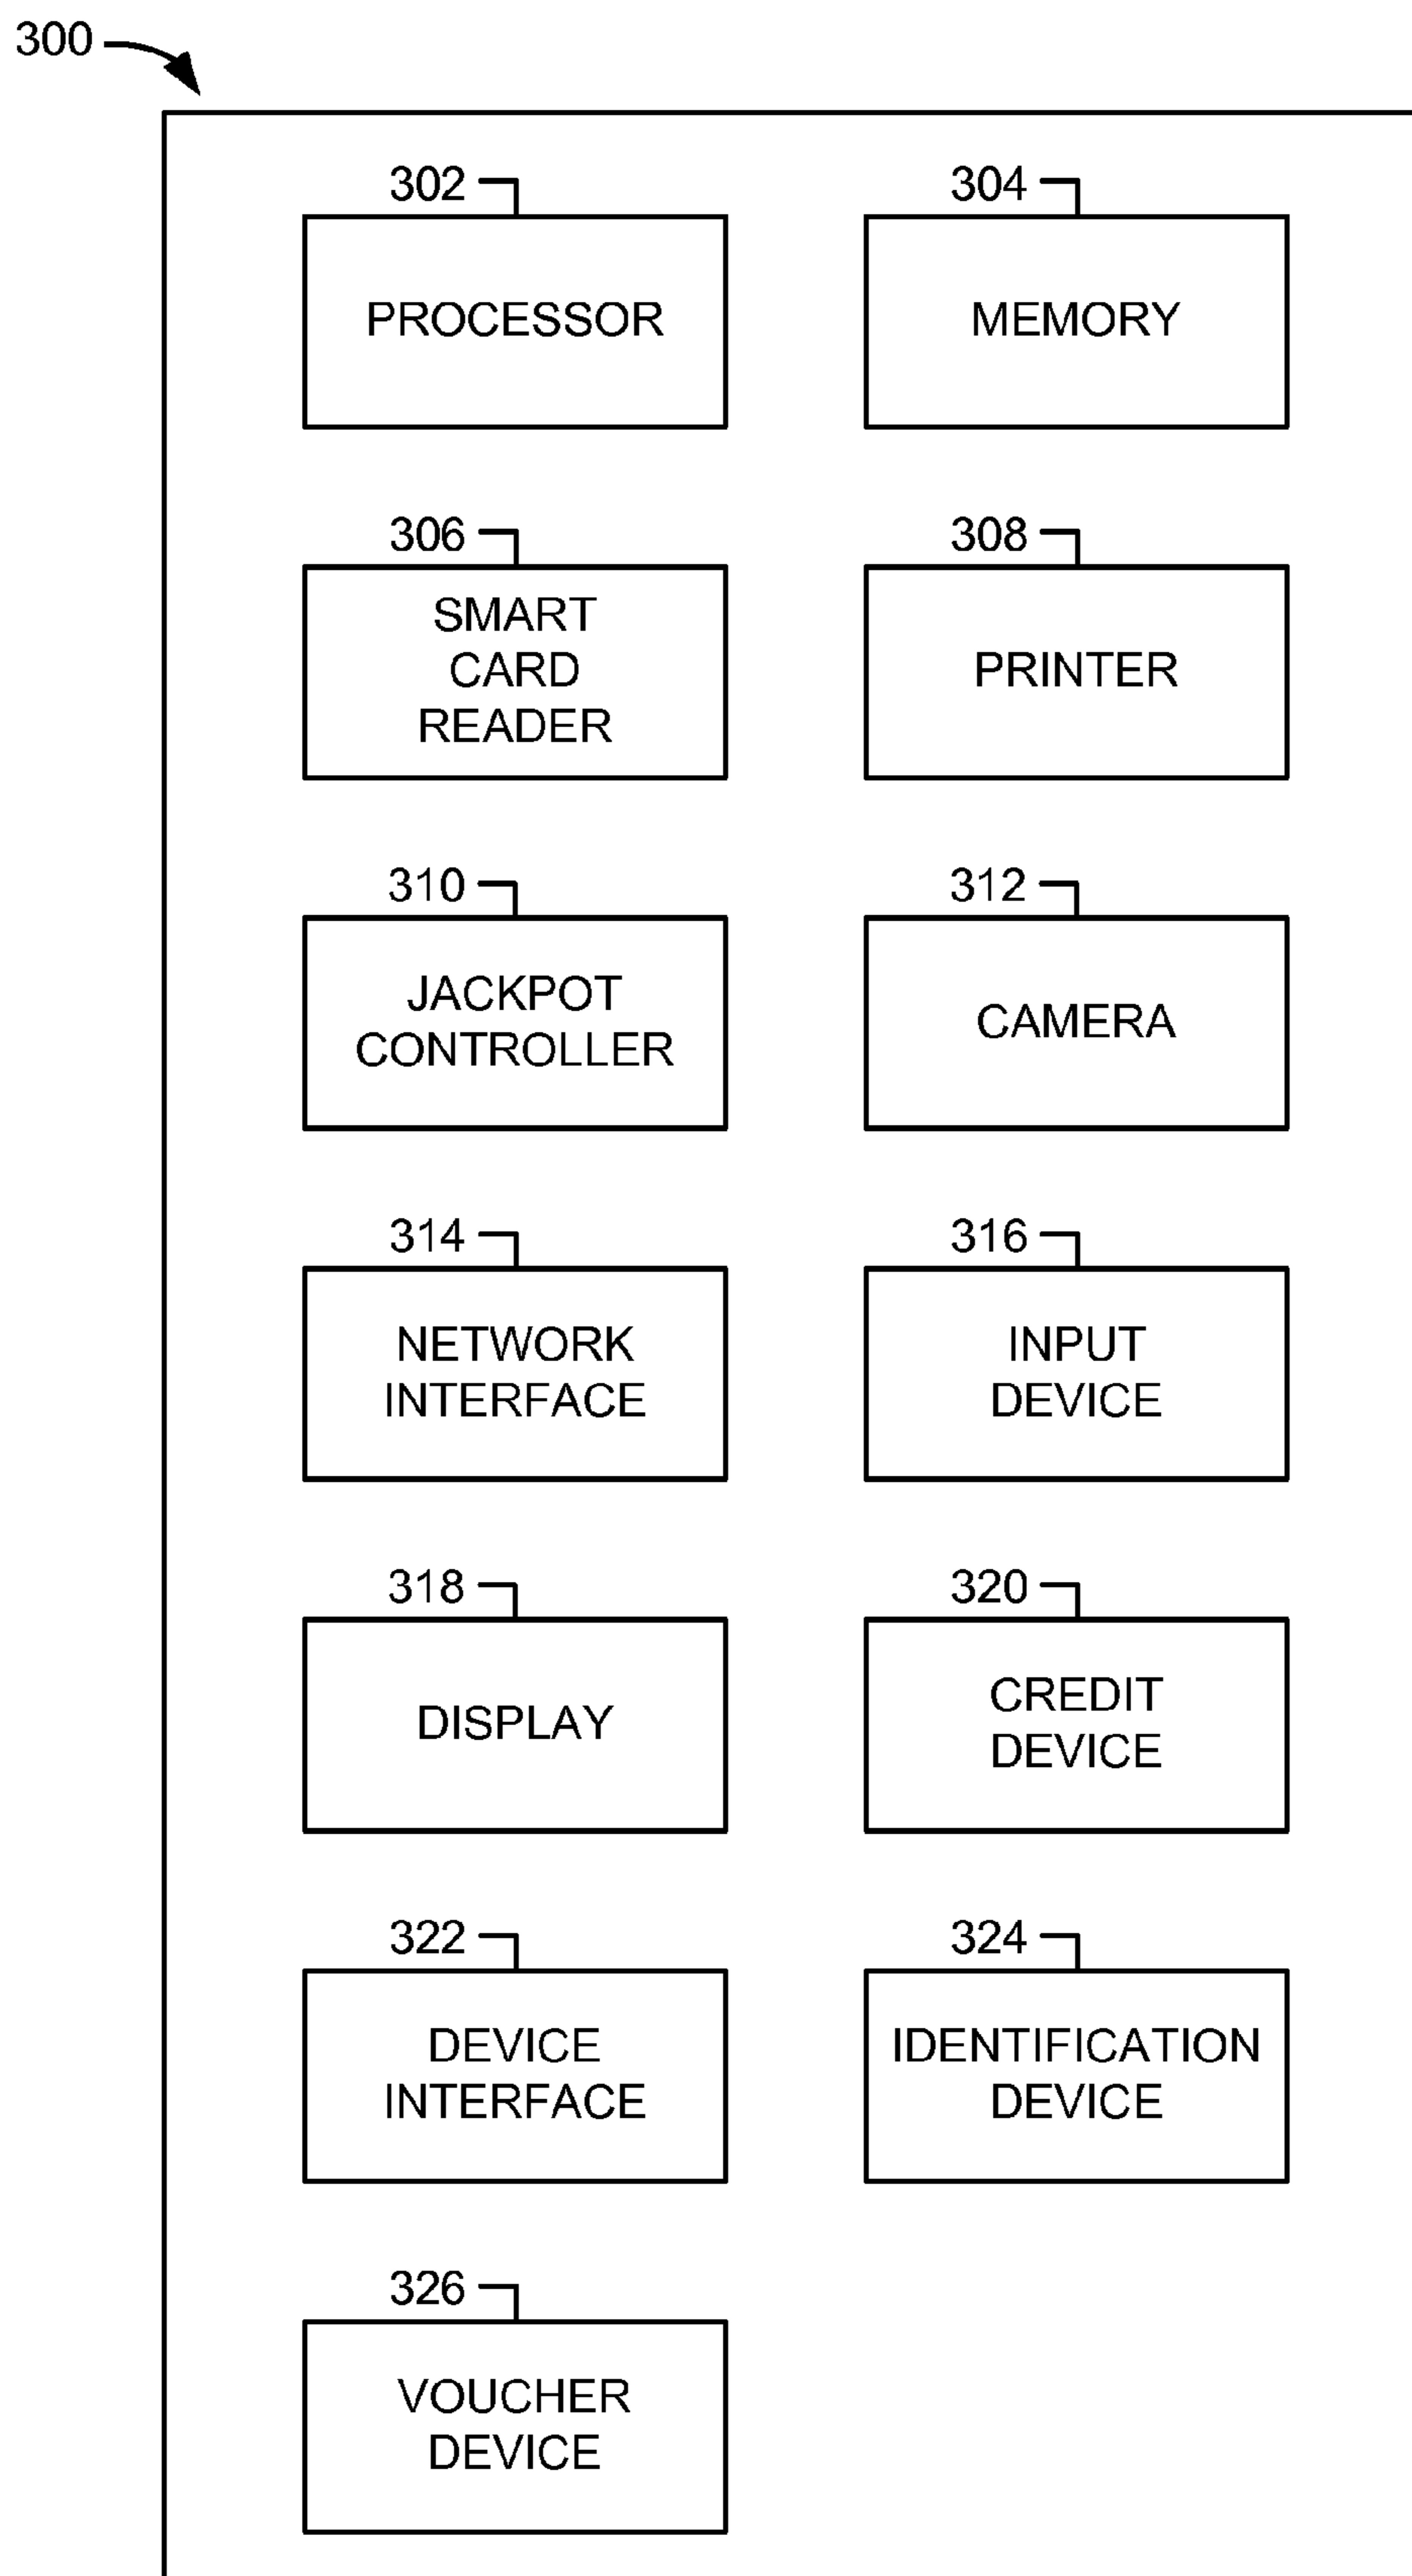 300
302
304
PROCESSOR
MEMORY
306
308
SMART
CARD
READER
PRINTER
310
312
JACKPOT
CONTROLLER
CAMERA
314
316
NETWORK
INTERFACE
INPUT
DEVICE
318
320
DISPLAY
CREDIT
DEVICE
322
324
DEVICE
INTERFACE
IDENTIFICATION
DEVICE
326
VOUCHER
DEVICE